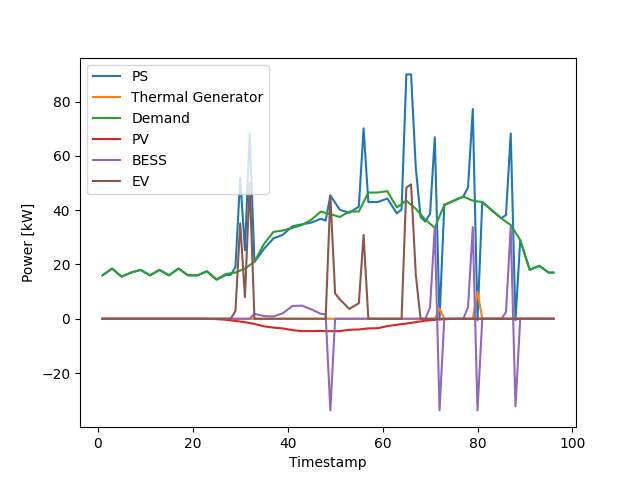 PS
Thermal Generator
Demand
PV
BESS
EV
Power [kW]
80
60
40
20
0
−20
0 20 40 60 80 100
Timestamp